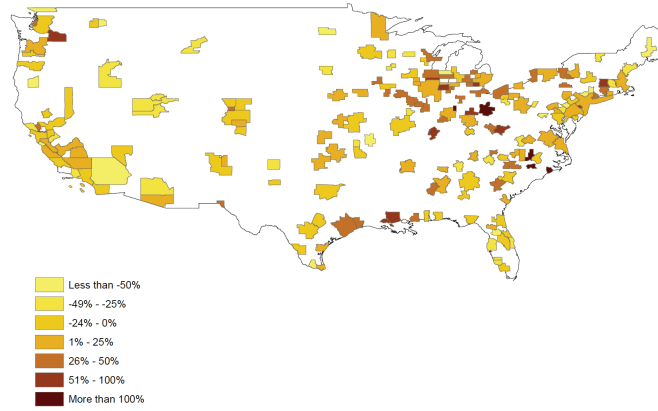 Less than -50%
-49% - -25%
-24% - 0%
1% - 25%
26% - 50%
51% - 100%
More than 100%